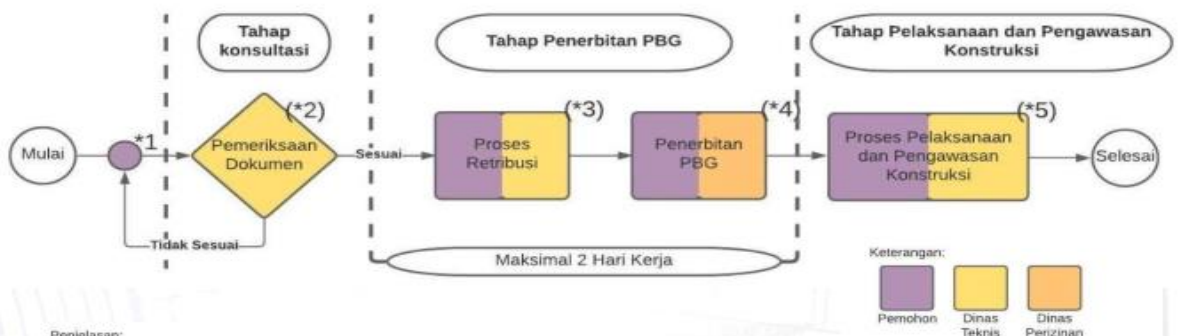 Tahap
konsultasi
Tahap Penerbitan PBG
Tahap Pelaksanaan dan Pengawasan
Konstruksi
Mulai
*1
(*2)
Pemeriksaan
Dokumen
Sesuai
Tidak Sesuai
(*3)
Proses
Retribusi
(*4)
Penerbitan
PBG
(*5)
Proses Pelaksanaan
dan Pengawasan
Konstruksi
Selesai
Maksimal 2 Hari Kerja
Keterangan:
Pemohon
Dinas
Teknis
Dinas
Perizinan
Penjelasan: